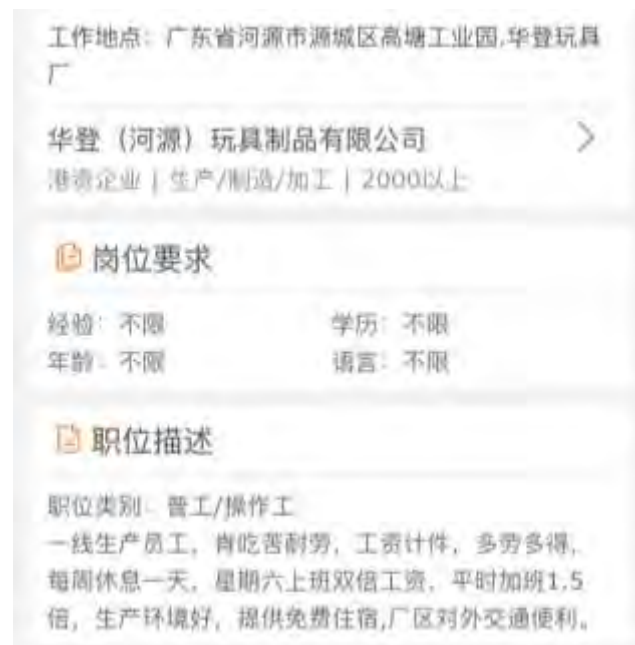 工作地点：广东省河源市源城区高塘工业园,华登玩具
厂
华登（河源）玩具制品有限公司
港资企业 | 生产/制造/加工 | 2000以上
岗位要求
经验：不限 学历：不限
年龄：不限 语言：不限
职位描述
职位类别：普工/操作工
一线生产员工，肯吃苦耐劳，工资计件，多劳多得，
每周休息一天，星期六上班双倍工资，平时加班1.5
倍，生产环境好，提供免费住宿,厂区对外交通便利。